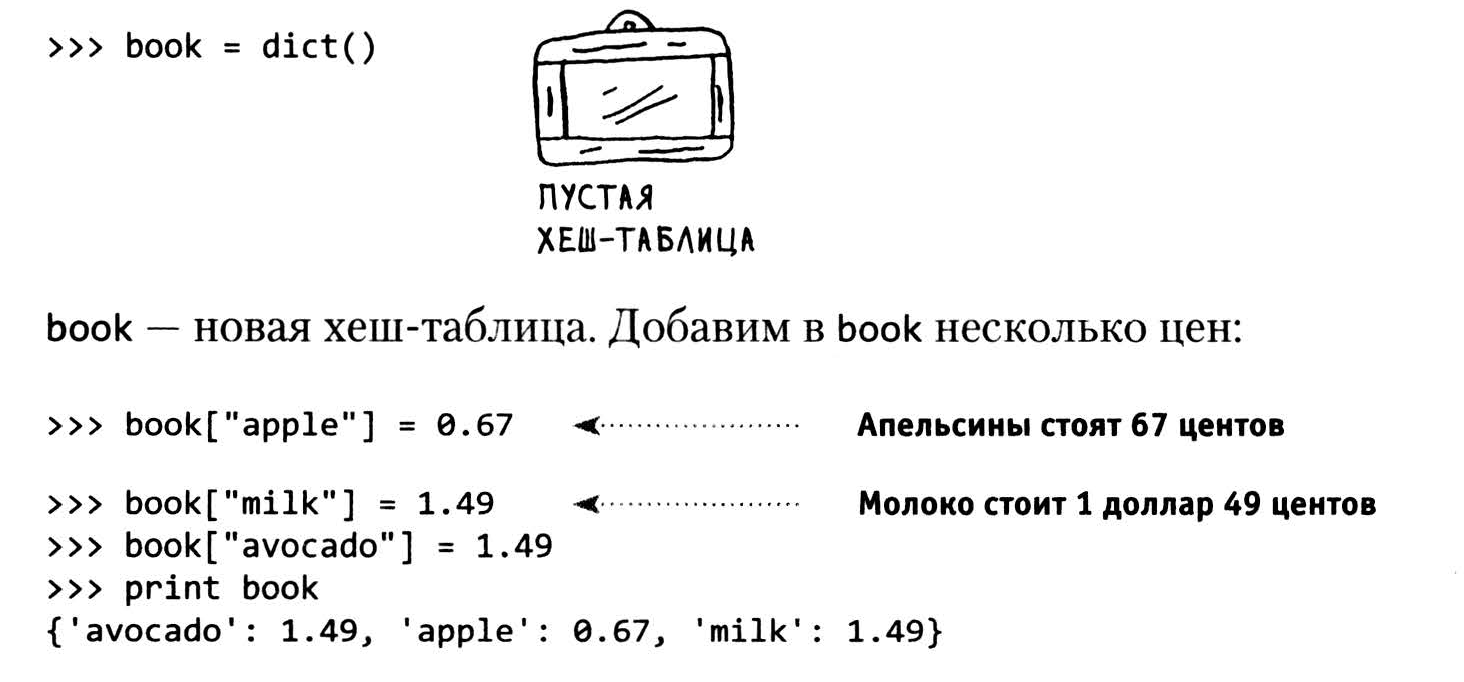 >>> book = dict()
ПУСТАЯ
ХЕШ-ТАБЛИЦА
book — новая хеш-таблица. Добавим в book несколько цен:
>>> book["apple"] = 0.67 Апельсины стоят 67 центов
>>> book["milk"] = 1.49 Молоко стоит 1 доллар 49 центов
>>> book["avocado"] = 1.49
>>> print book
{'avocado': 1.49, 'apple': 0.67, 'milk': 1.49}